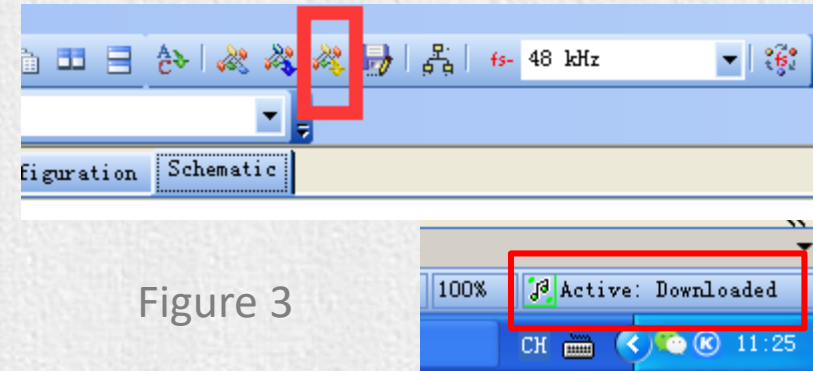 fs- 48 kHz
figuration Schematic
Figure 3
100% Active: Downloaded
CH K 11:25